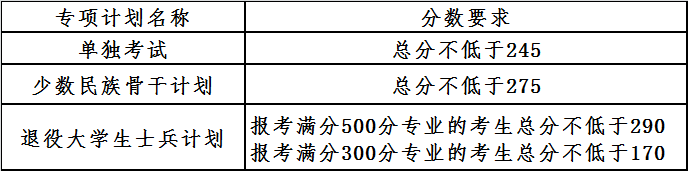 专项计划名称 分数要求
单独考试 总分不低于245
少数民族骨干计划 总分不低于275
退役大学生士兵计划 报考满分500分专业的考生总分不低于290
报考满分300分专业的考生总分不低于170